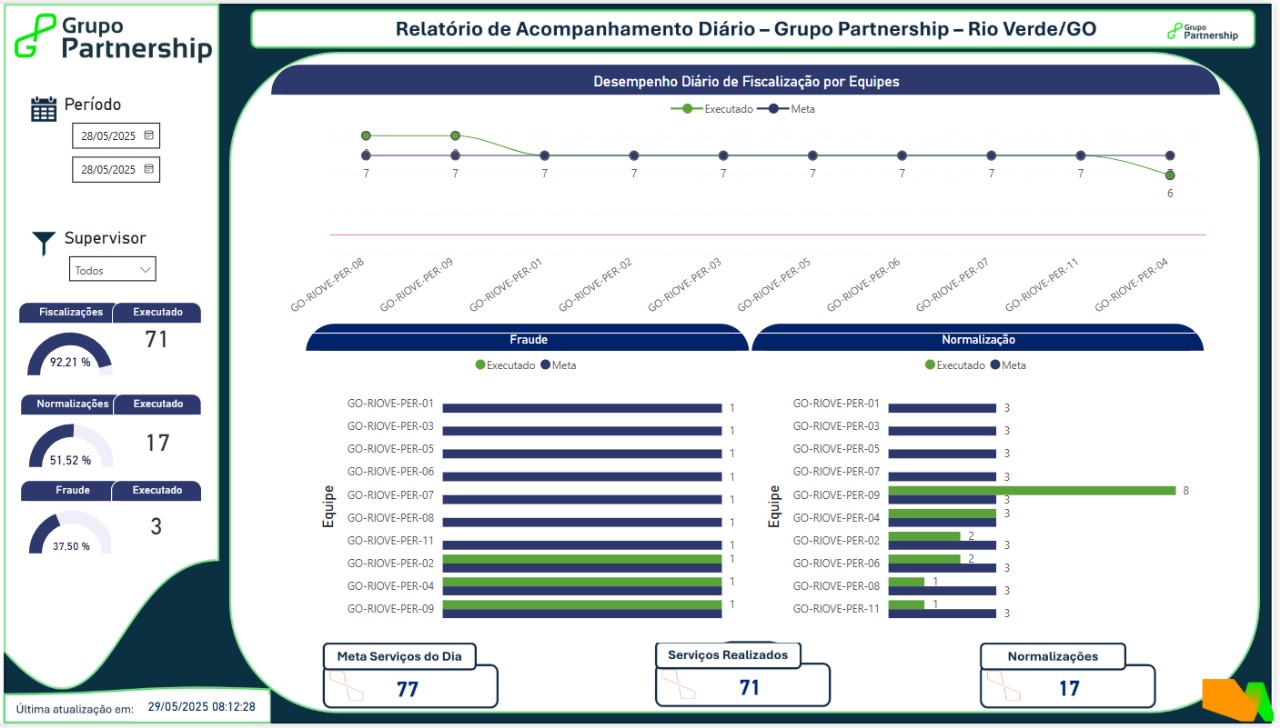 Grupo
Partnership
Relatório de Acompanhamento Diário – Grupo Partnership – Rio Verde/GO
Grupo
Partnership
Período
28/05/2025
28/05/2025
Supervisor
Todos
Fiscalizações Executado
92,21 % 71
Normalizações Executado
51,52 % 17
Fraude Executado
37,50 % 3
Desempenho Diário de Fiscalização por Equipes
Executado Meta
7 7 7 7 7 7 7 7 7 6
GO-RIOVE-PER-08 GO-RIOVE-PER-09 GO-RIOVE-PER-01 GO-RIOVE-PER-02 GO-RIOVE-PER-03 GO-RIOVE-PER-05 GO-RIOVE-PER-06 GO-RIOVE-PER-07 GO-RIOVE-PER-11 GO-RIOVE-PER-04
Fraude
Executado Meta
Equipe
GO-RIOVE-PER-01 1
GO-RIOVE-PER-03 1
GO-RIOVE-PER-05 1
GO-RIOVE-PER-06 1
GO-RIOVE-PER-07 1
GO-RIOVE-PER-08 1
GO-RIOVE-PER-11 1
GO-RIOVE-PER-02 1
GO-RIOVE-PER-04 1
GO-RIOVE-PER-09 1
Normalização
Executado Meta
Equipe
GO-RIOVE-PER-01 3
GO-RIOVE-PER-03 3
GO-RIOVE-PER-05 3
GO-RIOVE-PER-07 3
GO-RIOVE-PER-09 8
3
GO-RIOVE-PER-04 3
GO-RIOVE-PER-02 2
3
GO-RIOVE-PER-06 2
3
GO-RIOVE-PER-08 1
3
GO-RIOVE-PER-11 1
3
Meta Serviços do Dia
77
Serviços Realizados
71
Normalizações
17
Última atualização em: 29/05/2025 08:12:28